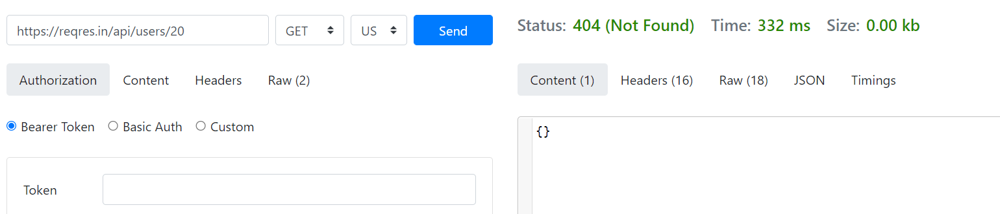 https://reqres.in/api/users/20 GET US Send
Status: 404 (Not Found) Time: 332 ms Size: 0.00 kb
Authorization Content Headers Raw (2)
Content (1) Headers (16) Raw (18) JSON Timings
Bearer Token Basic Auth Custom
{}
Token